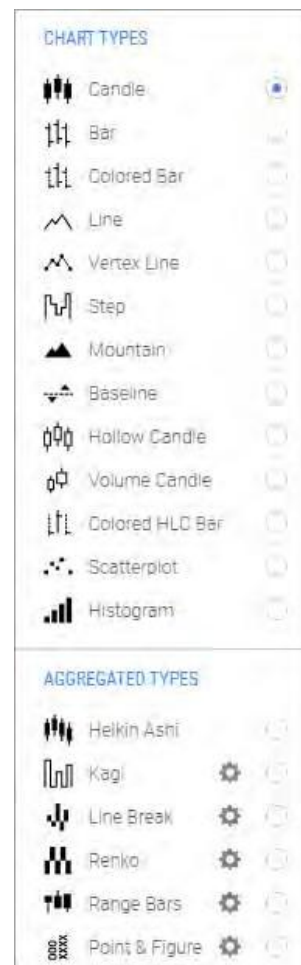 CHART TYPES
Candle
Bar
Colored Bar
Line
Vertex Line
Step
Mountain
Baseline
Hollow Candle
Volume Candle
Colored HLC Bar
Scatterplot
Histogram
AGGREGATED TYPES
Heikin Ashi
Kagi
Line Break
Renko
Range Bars
Point & Figure